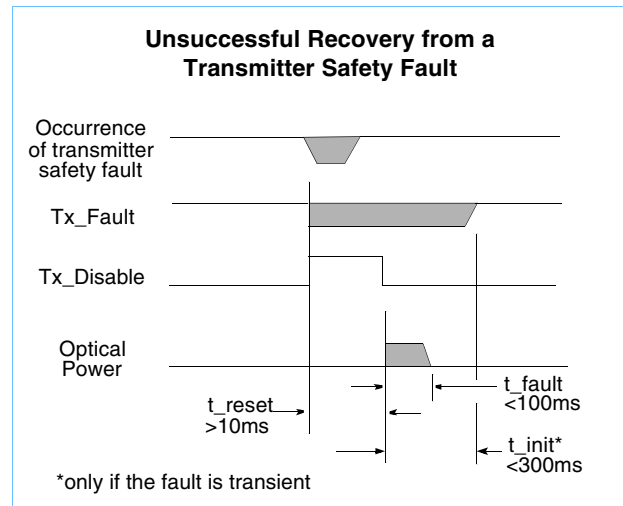 Unsuccessful Recovery from a
Transmitter Safety Fault
Occurrence
of transmitter
safety fault
Tx_Fault
Tx_Disable
Optical
Power
t_reset
>10ms
t_fault
<100ms
t_init*
<300ms
*only if the fault is transient